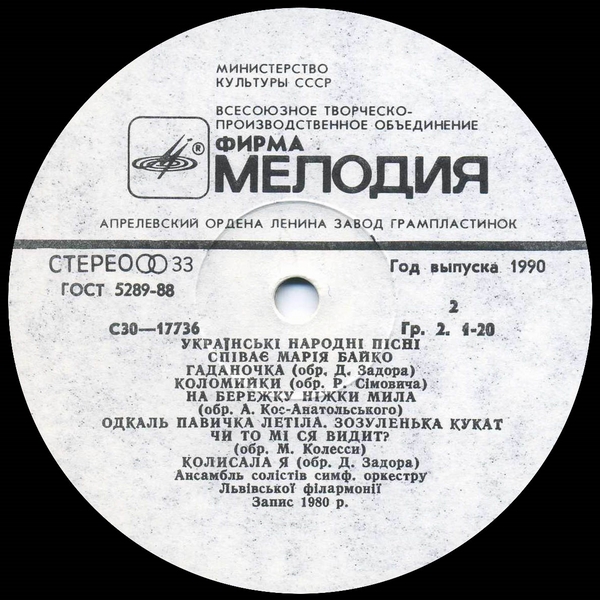 МИНИСТЕРСТВО
КУЛЬТУРЫ СССР
ВСЕСОЮЗНОЕ ТВОРЧЕСКО-
ПРОИЗВОДСТВЕННОЕ ОБЪЕДИНЕНИЕ
ФИРМА
®
МЕЛОДИЯ
АПРЕЛЕВСКИЙ ОРДЕНА ЛЕНИНА ЗАВОД ГРАМПЛАСТИНОК
СТЕРЕО 33
Год выпуска 1990
ГОСТ 5289-88
2
С30—17736
Гр. 2. 1-20
УКРАЇНСЬКІ НАРОДНІ ПІСНІ
СПІВАЄ МАРІЯ БАЙКО
ГАДАНОЧКА (обр. Д. Задора)
КОЛОМИЙКИ (обр. Р. Сімовича)
НА БЕРЕЖКУ НІЖКИ МИЛА
(обр. А. Кос-Анатольського)
ОДКАЛЬ ПАВИЧКА ЛЕТІЛА. ЗОЗУЛЕНЬКА КУКАТ
ЧИ ТО МІ СЯ ВИДИТ?
(обр. М. Колесси)
КОЛИСАЛА Я (обр. Д. Задора)
Ансамбль солістів симф. оркестру
Львівської філармонії
Запис 1980 р.